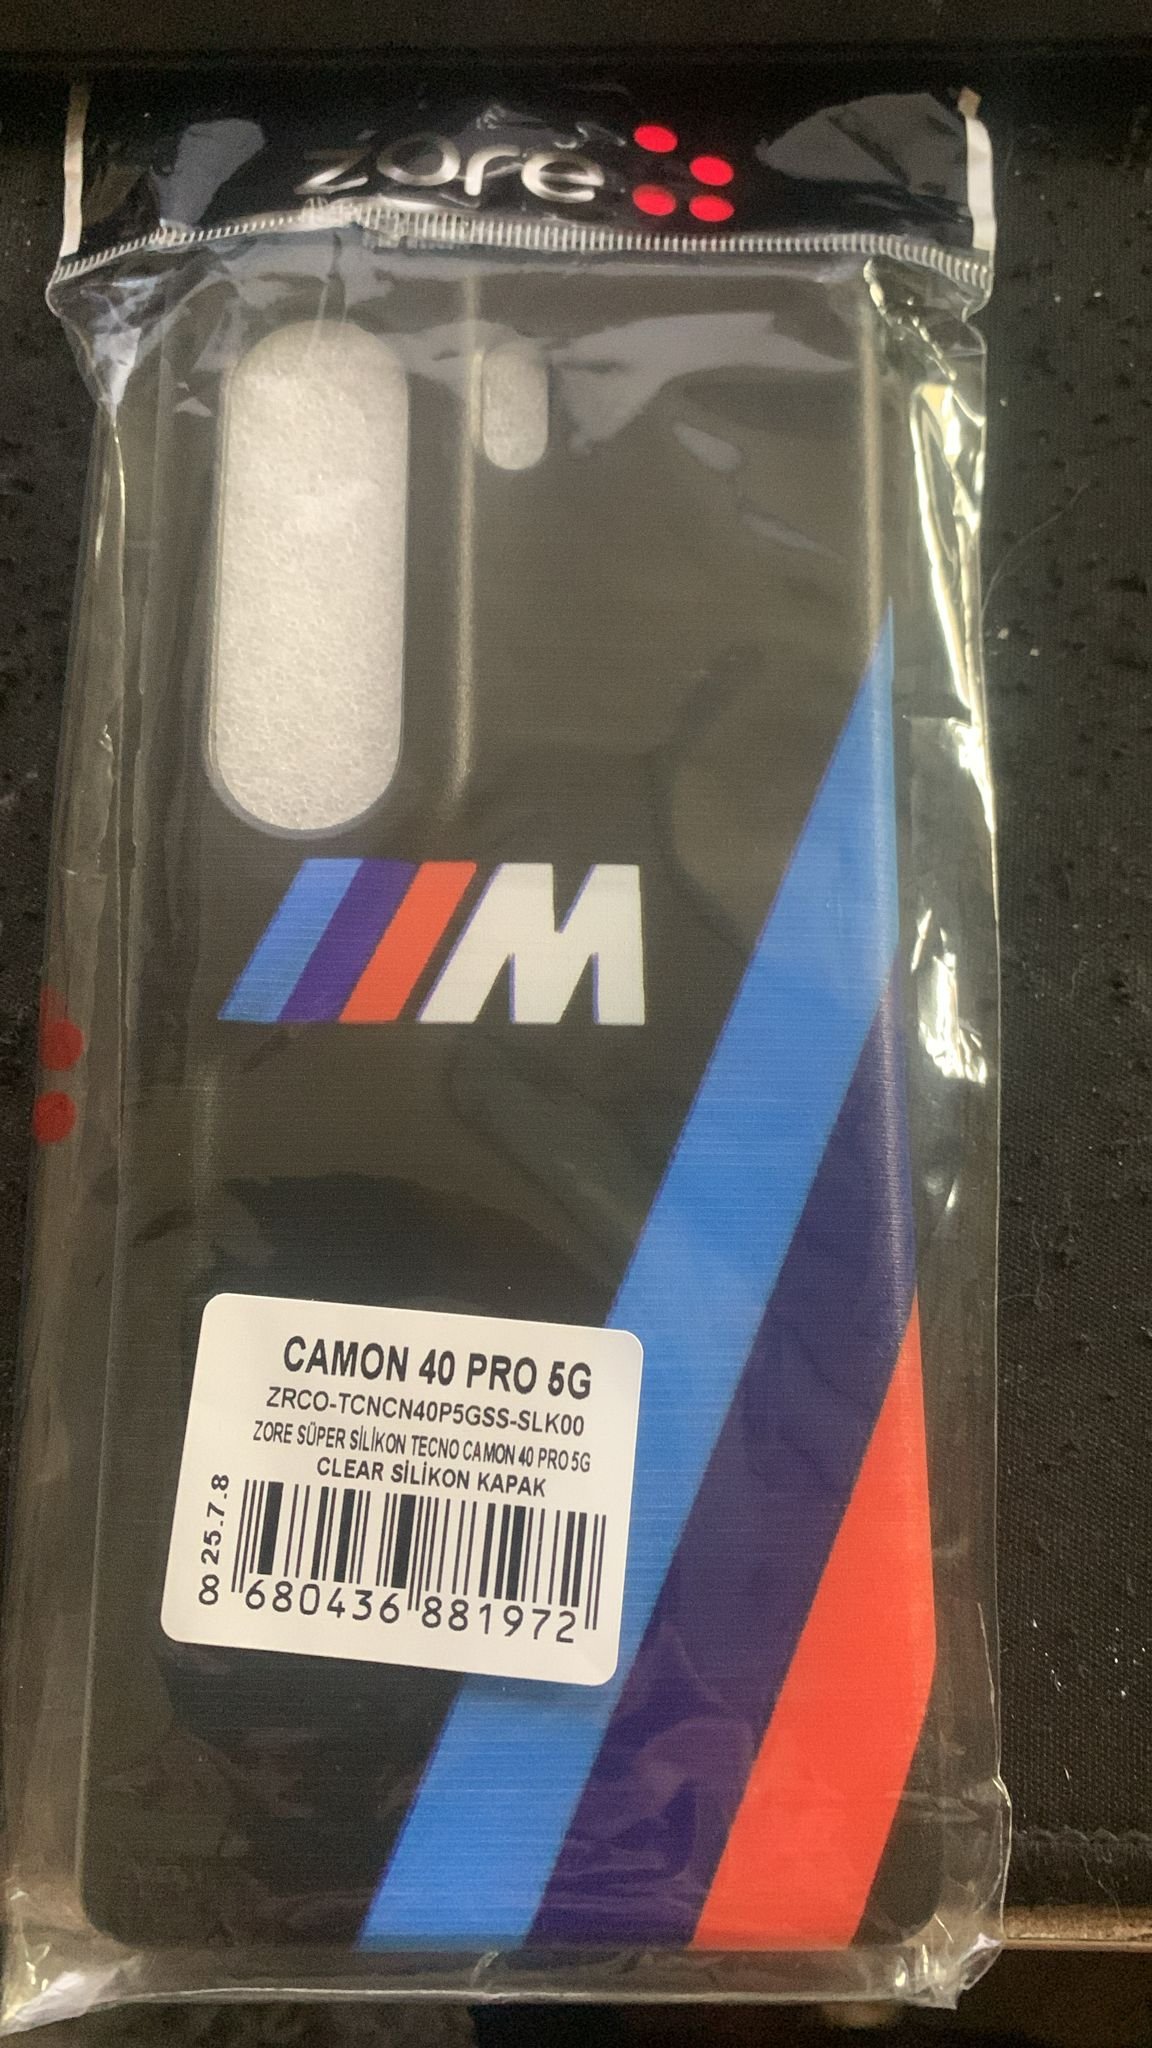 zore
M
CAMON 40 PRO 5G
ZRCO-TCNCN40P5GSS-SLK00
ZORE SÜPER SİLİKON TECNO CAMON 40 PRO 5G
CLEAR SİLİKON KAPAK
25.7.8
8 680436 881972